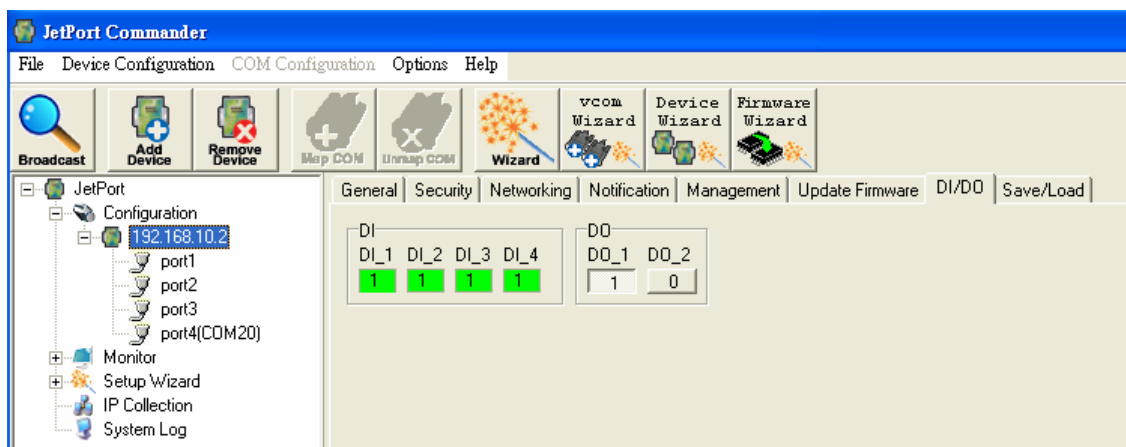 JetPort Commander
File Device Configuration COM Configuration Options Help
Broadcast
Add Device
Remove Device
Map COM
Unmap COM
Wizard
vcom Wizard
Device Wizard
Firmware Wizard
JetPort
Configuration
192.168.10.2
port1
port2
port3
port4(COM20)
Monitor
Setup Wizard
IP Collection
System Log
General Security Networking Notification Management Update Firmware DI/DO Save/Load
DI
DI_1 DI_2 DI_3 DI_4
1 1 1 1
DO
DO_1 DO_2
1 0